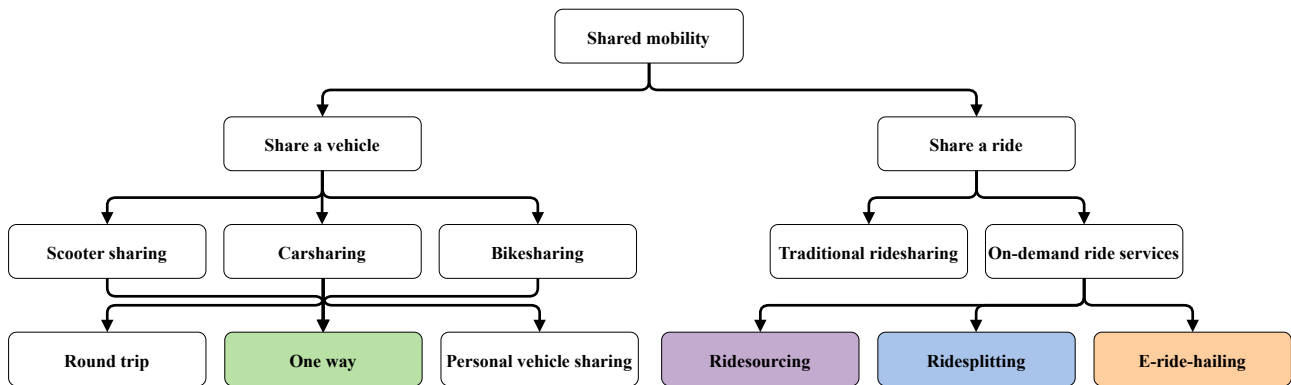 Shared mobility
Share a vehicle
Share a ride
Scooter sharing
Carsharing
Bikesharing
Traditional ridesharing
On-demand ride services
Round trip
One way
Personal vehicle sharing
Ridesourcing
Ridesplitting
E-ride-hailing